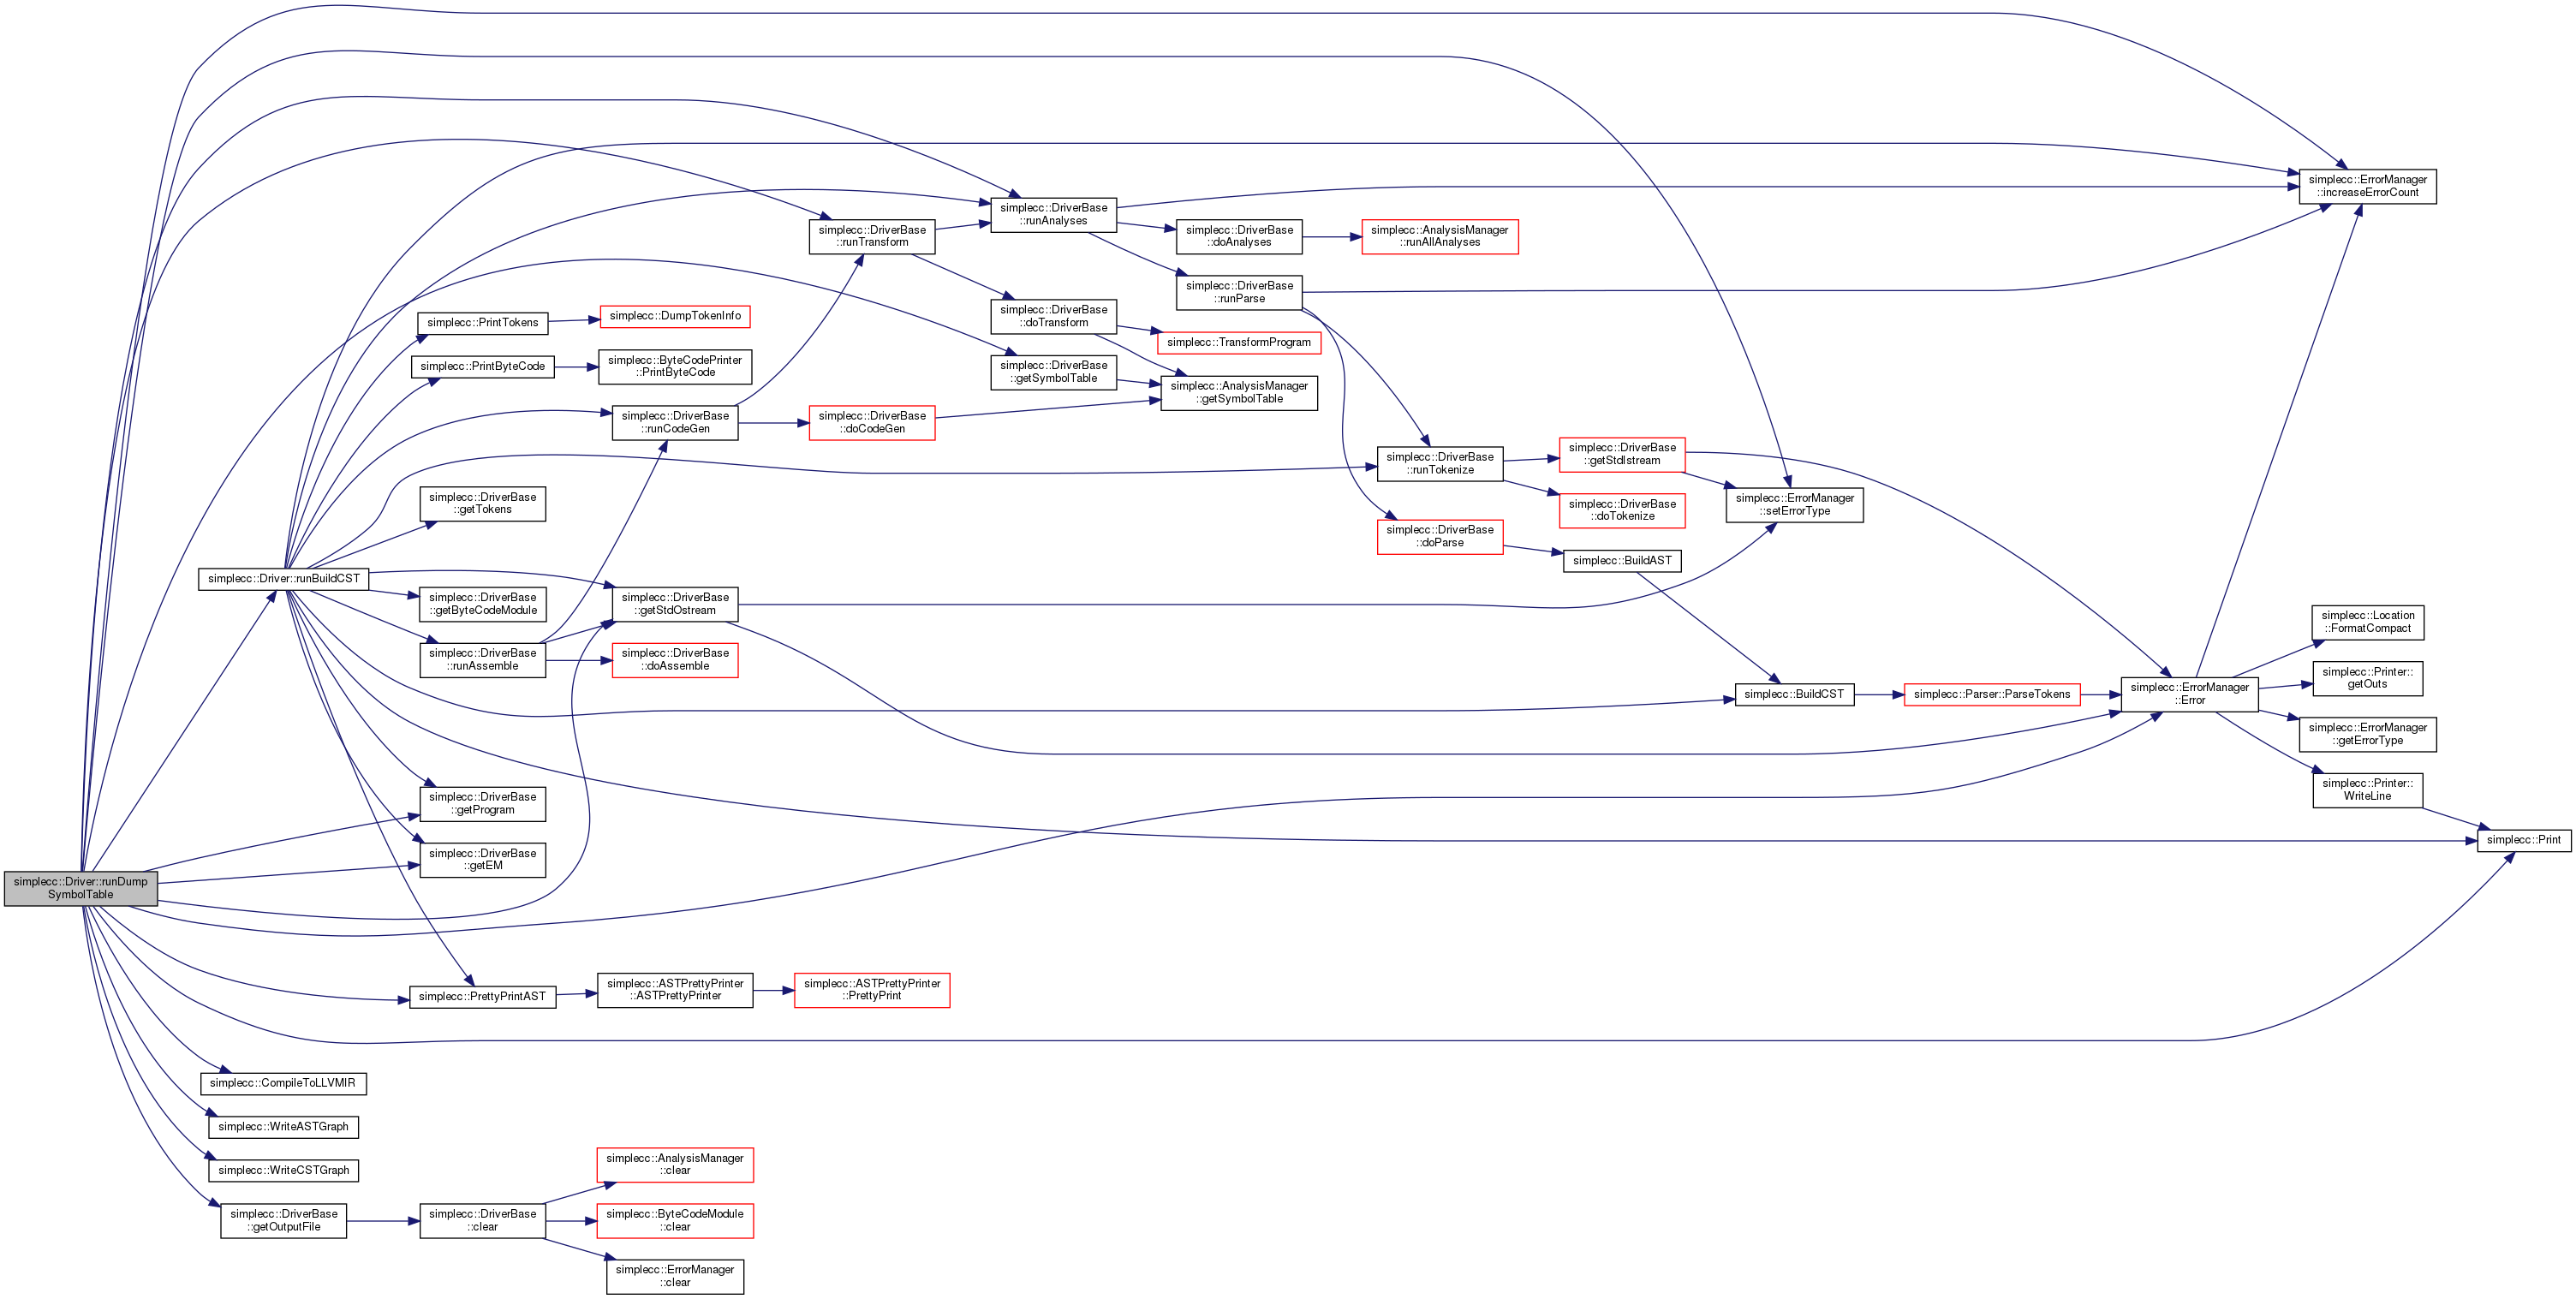 simplecc::Driver::runDump
SymbolTable
simplecc::Driver::runBuildCST
simplecc::CompileToLLVMIR
simplecc::WriteASTGraph
simplecc::WriteCSTGraph
simplecc::DriverBase
::getOutputFile
simplecc::PrintTokens
simplecc::PrintByteCode
simplecc::DriverBase
::getTokens
simplecc::DriverBase
::getByteCodeModule
simplecc::DriverBase
::runAssemble
simplecc::DriverBase
::getProgram
simplecc::DriverBase
::getEM
simplecc::PrettyPrintAST
simplecc::DriverBase
::clear
simplecc::DumpTokenInfo
simplecc::ByteCodePrinter
::PrintByteCode
simplecc::DriverBase
::runCodeGen
simplecc::DriverBase
::getStdOstream
simplecc::DriverBase
::doAssemble
simplecc::ASTPrettyPrinter
::ASTPrettyPrinter
simplecc::AnalysisManager
::clear
simplecc::ByteCodeModule
::clear
simplecc::ErrorManager
::clear
simplecc::DriverBase
::runTransform
simplecc::DriverBase
::doCodeGen
simplecc::ASTPrettyPrinter
::PrettyPrint
simplecc::DriverBase
::runAnalyses
simplecc::DriverBase
::doTransform
simplecc::DriverBase
::getSymbolTable
simplecc::DriverBase
::doAnalyses
simplecc::DriverBase
::runParse
simplecc::TransformProgram
simplecc::AnalysisManager
::getSymbolTable
simplecc::AnalysisManager
::runAllAnalyses
simplecc::DriverBase
::runTokenize
simplecc::DriverBase
::doParse
simplecc::DriverBase
::getStdIstream
simplecc::DriverBase
::doTokenize
simplecc::BuildAST
simplecc::ErrorManager
::setErrorType
simplecc::BuildCST
simplecc::Parser::ParseTokens
simplecc::ErrorManager
::Error
simplecc::ErrorManager
::increaseErrorCount
simplecc::Location
::FormatCompact
simplecc::Printer::
getOuts
simplecc::ErrorManager
::getErrorType
simplecc::Printer::
WriteLine
simplecc::Print